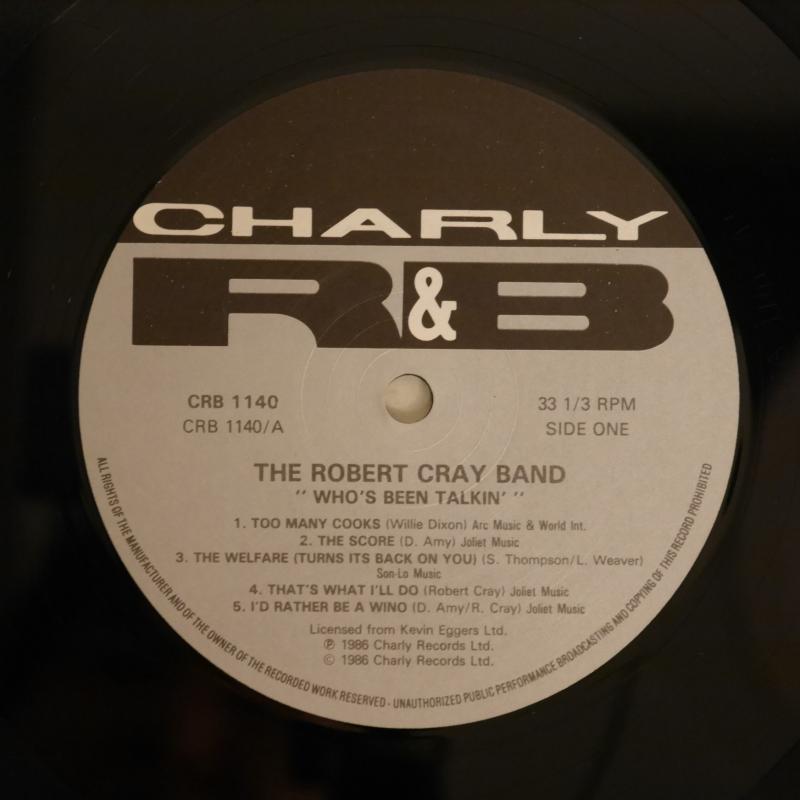 CHARLY
R&B
CRB 1140
CRB 1140/A
33 1/3 RPM
SIDE ONE
THE ROBERT CRAY BAND
" WHO'S BEEN TALKIN' "
1. TOO MANY COOKS (Willie Dixon) Arc Music & World Int.
2. THE SCORE (D. Amy) Joliet Music
3. THE WELFARE (TURNS ITS BACK ON YOU) (S. Thompson/L. Weaver)
Son-Lo Music
4. THAT'S WHAT I'LL DO (Robert Cray) Joliet Music
5. I'D RATHER BE A WINO (D. Amy/R. Cray) Joliet Music
Licensed from Kevin Eggers Ltd.
℗ 1986 Charly Records Ltd.
© 1986 Charly Records Ltd.
ALL RIGHTS OF THE MANUFACTURER AND OF THE OWNER OF THE RECORDED WORK RESERVED - UNAUTHORIZED PUBLIC PERFORMANCE BROADCASTING AND COPYING OF THIS RECORD PROHIBITED